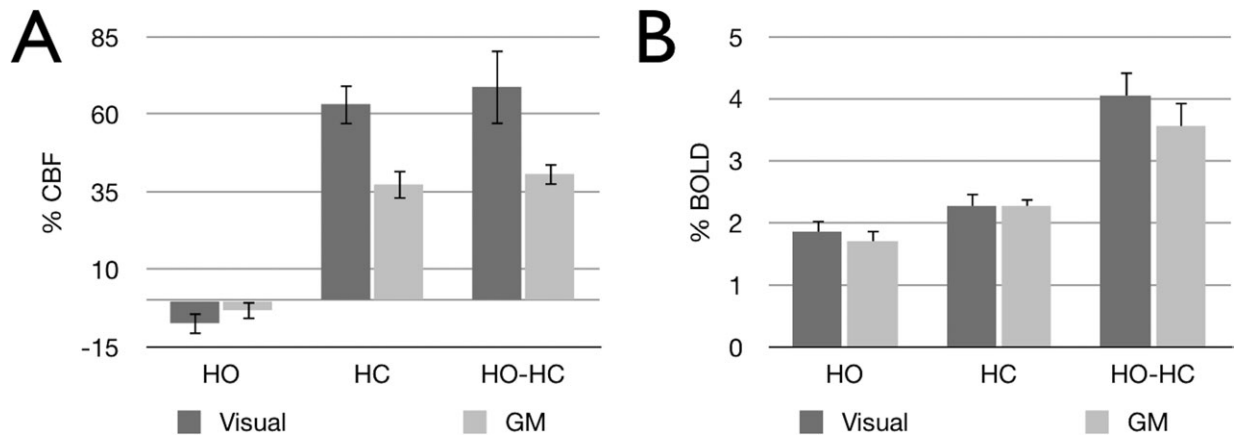 A
% CBF
85
60
35
10
-15
HO HC HO-HC
Visual GM
B
% BOLD
5
4
3
2
1
0
HO HC HO-HC
Visual GM